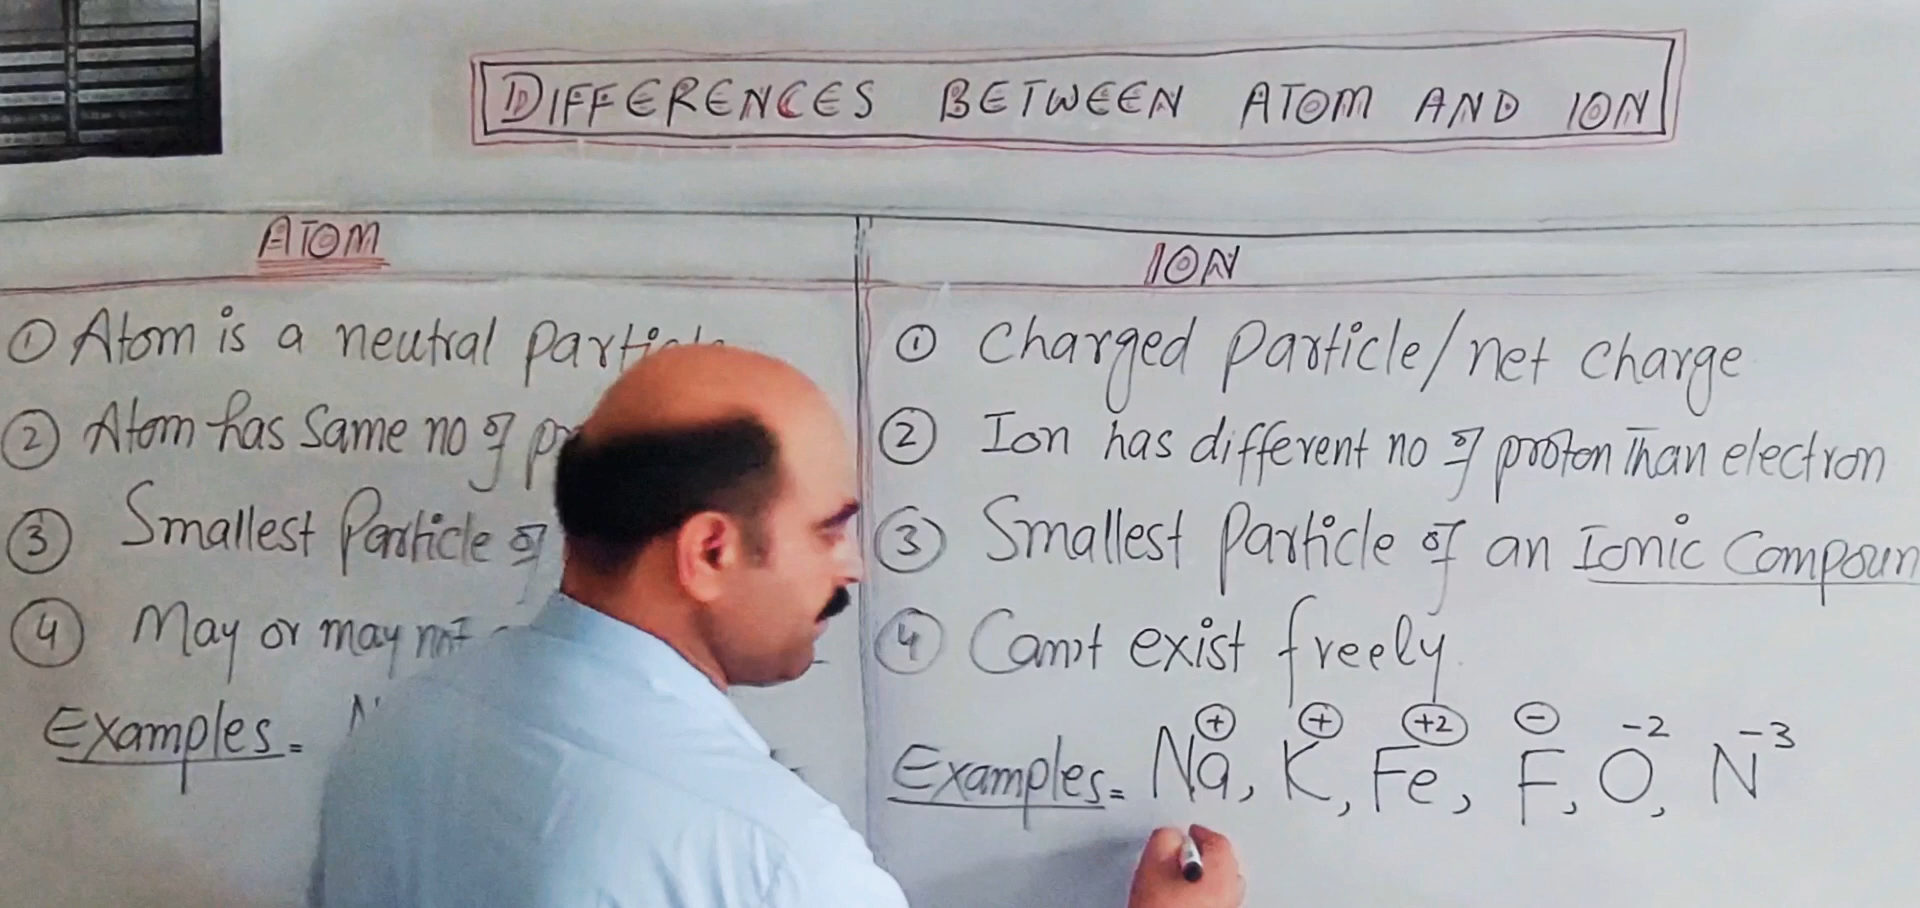 DIFFERENCES BETWEEN ATOM AND ION
ATOM
① Atom is a neutral
② Atom has Same no of
③ Smallest Particle of
④ May or may not
Examples =
ION
① Charged Particle/net charge
② Ion has different no of proton Than electron
③ Smallest Particle of an Ionic Compoun
④ Can't exist freely.
Examples = Na⁺, K⁺, Fe⁺², F⁻, O⁻², N⁻³